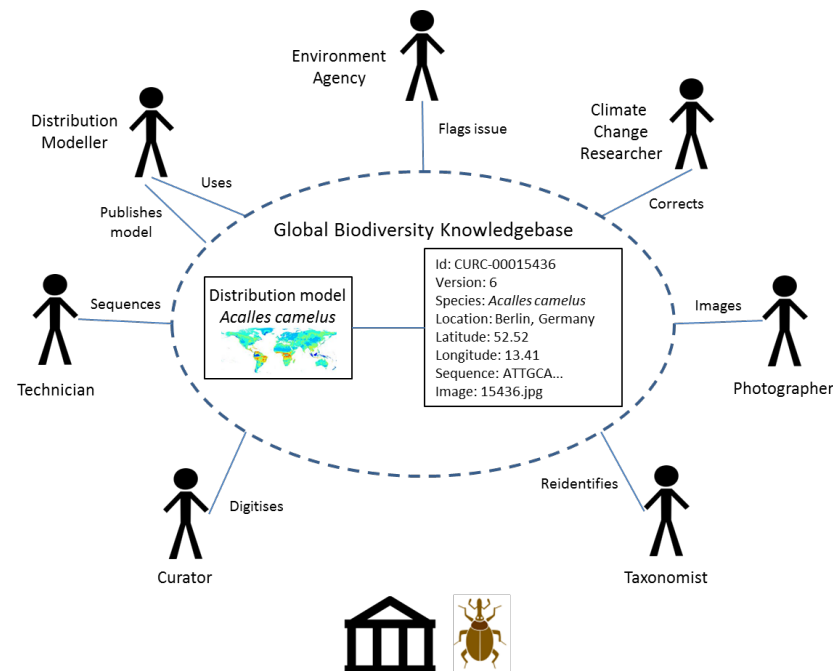 Environment
Agency
Flags issue
Distribution
Modeller
Uses
Publishes
model
Climate
Change
Researcher
Corrects
Global Biodiversity Knowledgebase
Sequences
Technician
Distribution model
Acalles camelus
Id: CURC-00015436
Version: 6
Species: Acalles camelus
Location: Berlin, Germany
Latitude: 52.52
Longitude: 13.41
Sequence: ATTGCA...
Image: 15436.jpg
Images
Photographer
Digitises
Curator
Reidentifies
Taxonomist